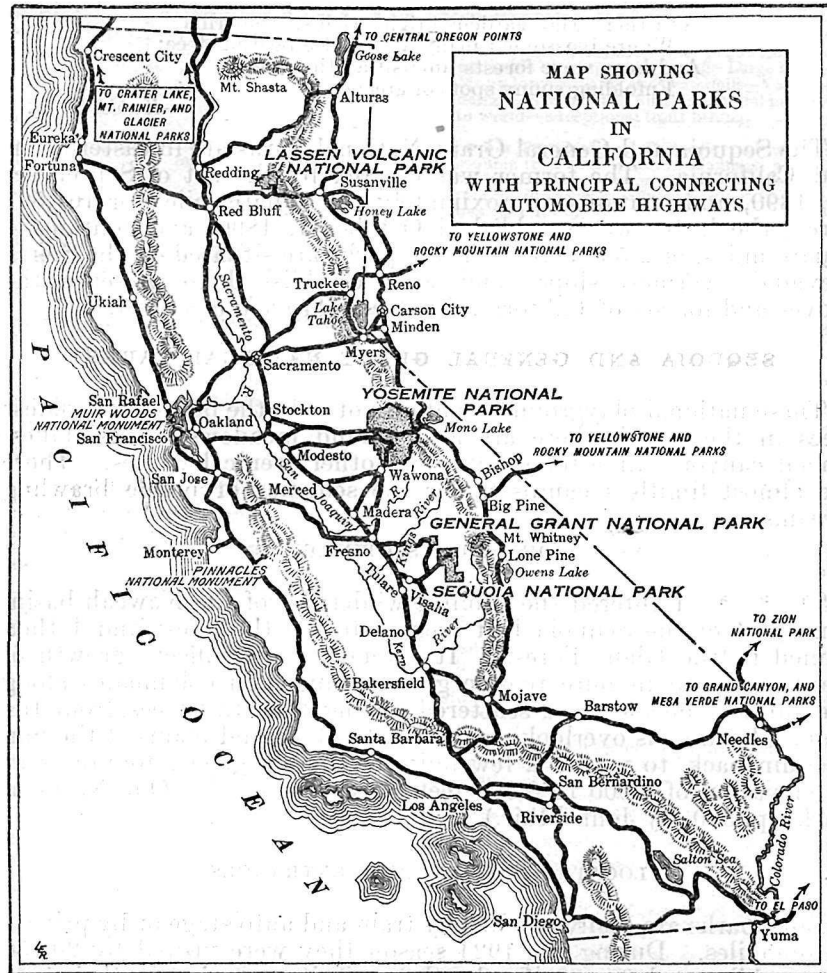 TO CENTRAL OREGON POINTS
Goose Lake
Crescent City
Mt. Shasta
Alturas
TO CRATER LAKE,
MT. RAINIER, AND
GLACIER
NATIONAL PARKS
MAP SHOWING
NATIONAL PARKS
IN
CALIFORNIA
WITH PRINCIPAL CONNECTING
AUTOMOBILE HIGHWAYS
Eureka
Fortuna
LASSEN VOLCANIC
NATIONAL PARK
Redding
Susanville
Red Bluff
Honey Lake
TO YELLOWSTONE AND
ROCKY MOUNTAIN NATIONAL PARKS
Truckee
Reno
Ukiah
Sacramento
R.
Lake
Tahoe
Carson City
Minden
Myers
Sacramento
PACIFIC OCEAN
San Rafael
MUIR WOODS
NATIONAL MONUMENT
Oakland
San Francisco
Stockton
YOSEMITE NATIONAL
PARK
Mono Lake
Modesto
TO YELLOWSTONE AND
ROCKY MOUNTAIN NATIONAL PARKS
San Jose
Merced
San Joaquin
R.
Wawona
Bishop
Madera
Big Pine
Kings River
GENERAL GRANT NATIONAL PARK
Mt. Whitney
Monterey
Fresno
Lone Pine
PINNACLES
NATIONAL MONUMENT
Owens Lake
Tulare
Visalia
SEQUOIA NATIONAL PARK
Delano
Kern River
TO ZION
NATIONAL PARK
Bakersfield
Mojave
TO GRAND CANYON, AND
MESA VERDE NATIONAL PARKS
Barstow
Needles
Santa Barbara
San Bernardino
Los Angeles
Riverside
Colorado River
Salton Sea
TO EL PASO
San Diego
Yuma